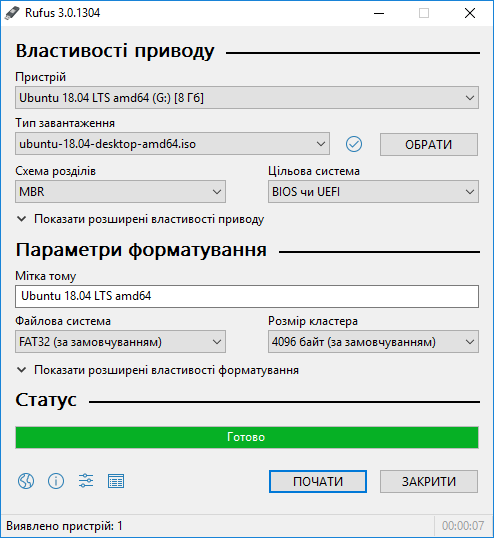 Rufus 3.0.1304
Властивості приводу
Пристрій
Ubuntu 18.04 LTS amd64 (G:) [8 Гб]
Тип завантаження
ubuntu-18.04-desktop-amd64.iso
ОБРАТИ
Схема розділів
Цільова система
MBR
BIOS чи UEFI
Показати розширені властивості приводу
Параметри форматування
Мітка тому
Ubuntu 18.04 LTS amd64
Файлова система
Розмір кластера
FAT32 (за замовчуванням)
4096 байт (за замовчуванням)
Показати розширені властивості форматування
Статус
Готово
ПОЧАТИ
ЗАКРИТИ
Виявлено пристрій: 1
00:00:07